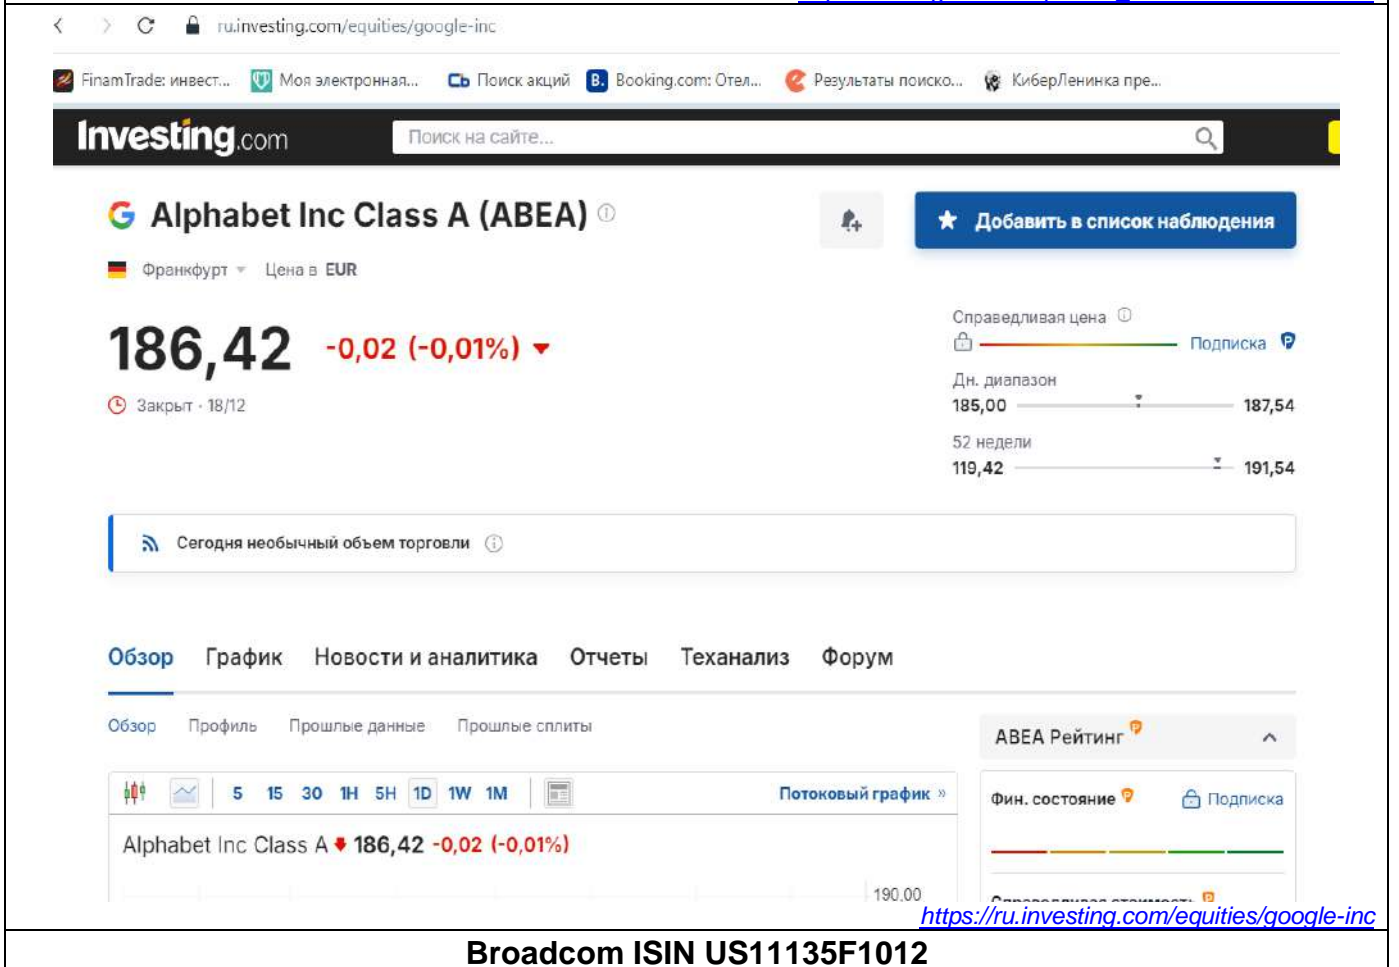 ru.investing.com/equities/google-inc
FinamTrade: инвест... Моя электронная... Сь Поиск акций B. Booking.com: Отел... Результаты поиско... КиберЛенинка пре...
Investing.com Поиск на сайте...
Alphabet Inc Class A (ABEA) Добавить в список наблюдения
Франкфурт Цена в EUR
186,42 -0,02 (-0,01%)
Закрыт · 18/12
Справедливая цена
Подписка
Дн. диапазон
185,00 187,54
52 недели
119,42 191,54
Сегодня необычный объем торговли
Обзор График Новости и аналитика Отчеты Теханализ Форум
Обзор Профиль Прошлые данные Прошлые сплиты
ABEA Рейтинг
5 15 30 1H 5H 1D 1W 1M Потоковый график »
Фин. состояние Подписка
Alphabet Inc Class A 186,42 -0,02 (-0,01%)
190,00
https://ru.investing.com/equities/google-inc
Broadcom ISIN US11135F1012